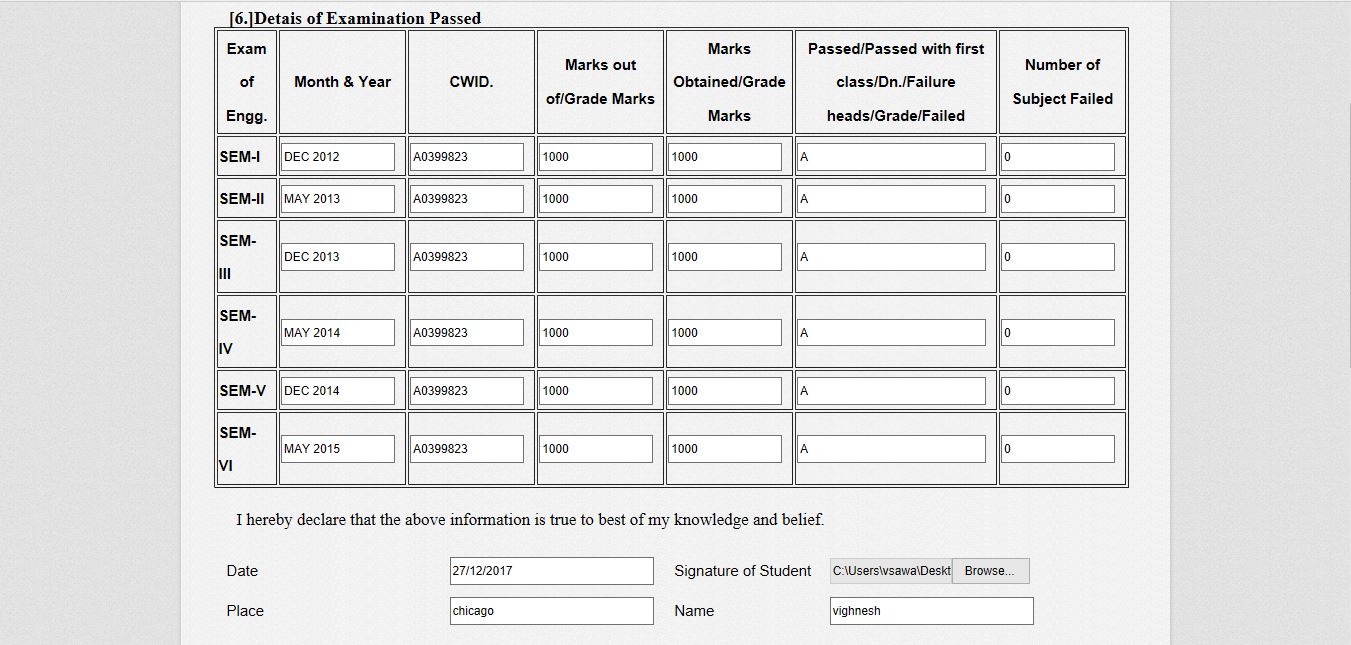 [6.]Detais of Examination Passed
Exam of Engg. Month & Year CWID. Marks out of/Grade Marks Marks Obtained/Grade Marks Passed/Passed with first class/Dn./Failure heads/Grade/Failed Number of Subject Failed
SEM-I DEC 2012 A0399823 1000 1000 A 0
SEM-II MAY 2013 A0399823 1000 1000 A 0
SEM-III DEC 2013 A0399823 1000 1000 A 0
SEM-IV MAY 2014 A0399823 1000 1000 A 0
SEM-V DEC 2014 A0399823 1000 1000 A 0
SEM-VI MAY 2015 A0399823 1000 1000 A 0
I hereby declare that the above information is true to best of my knowledge and belief.
Date 27/12/2017 Signature of Student C:\Users\vsawa\Deskt Browse...
Place chicago Name vighnesh